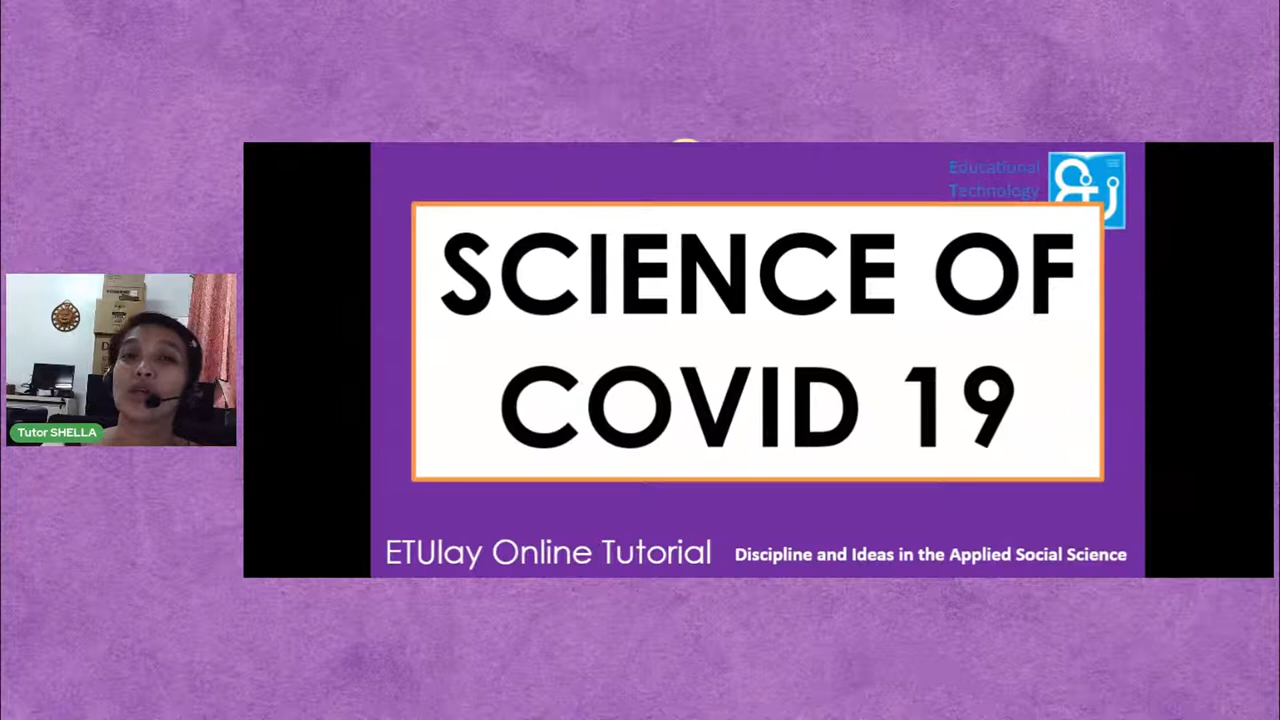 Educational
Technology
SCIENCE OF
COVID 19
Tutor SHELLA
ETUlay Online Tutorial
Discipline and Ideas in the Applied Social Science